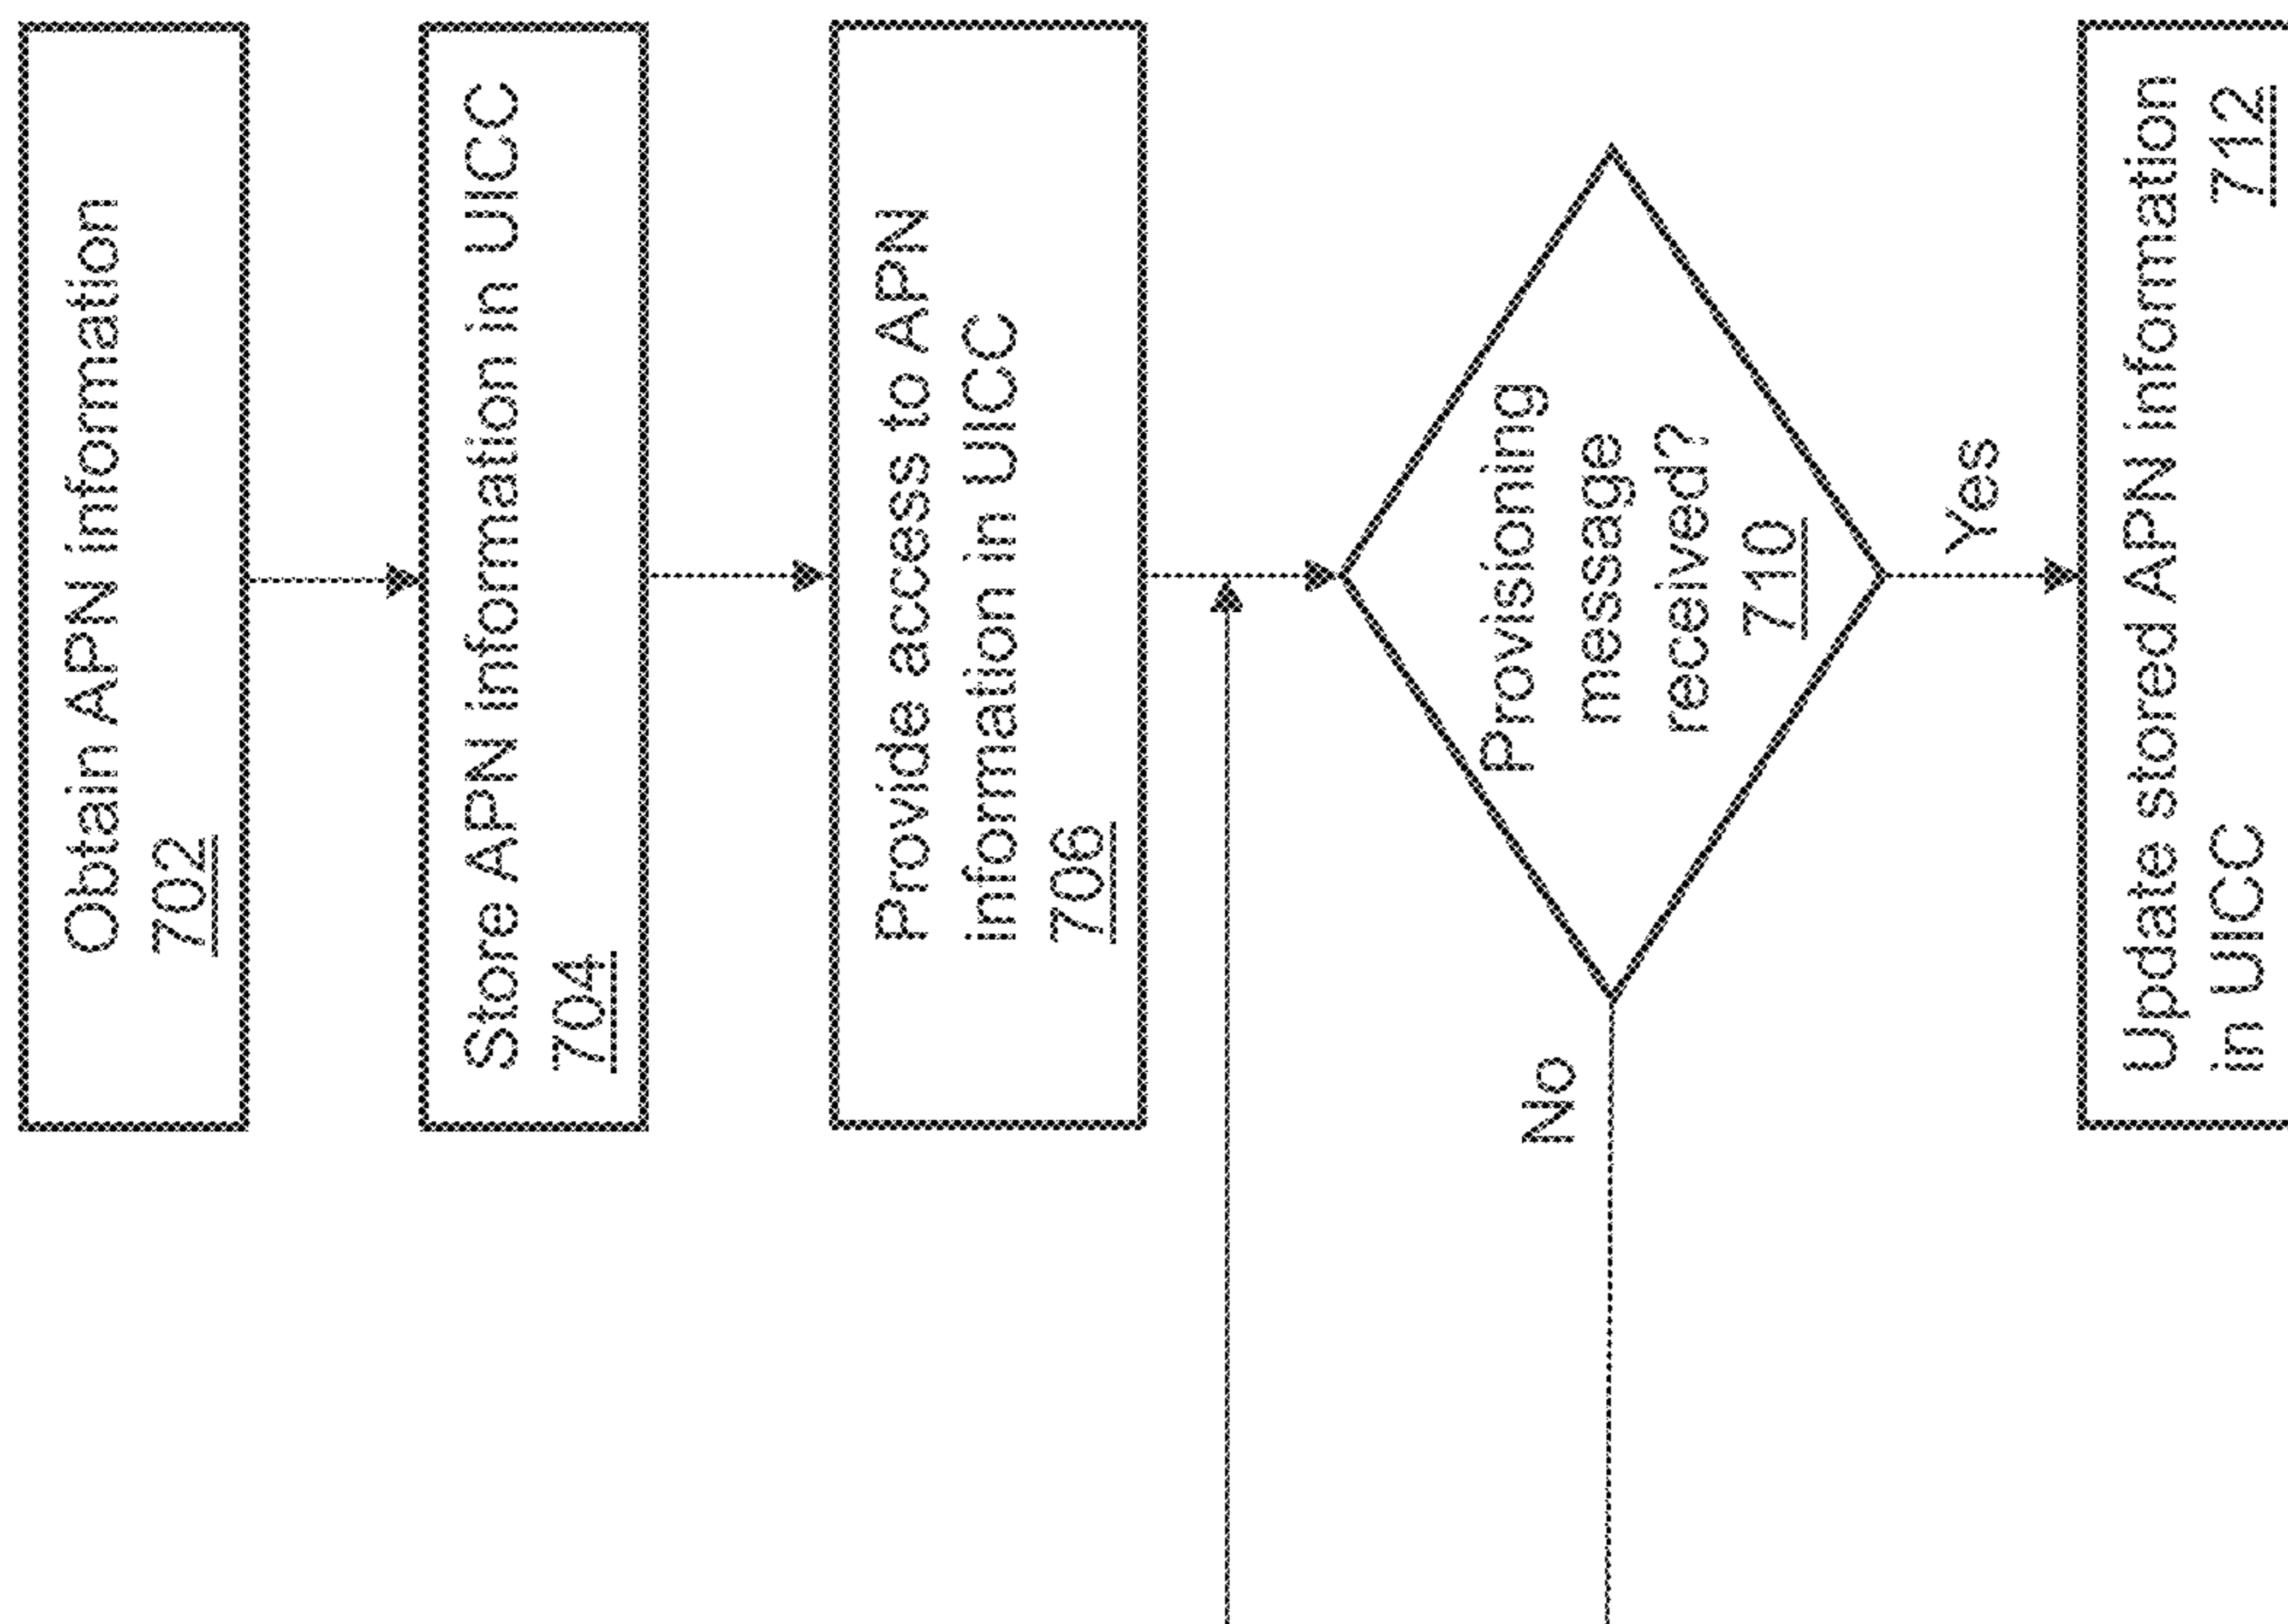 Obtain APN information
702
Store APN information in UICC
704
Provide access to APN
information in UICC
706
Provisioning
message
received?
710
No
Yes
Update stored APN information
in UICC 712